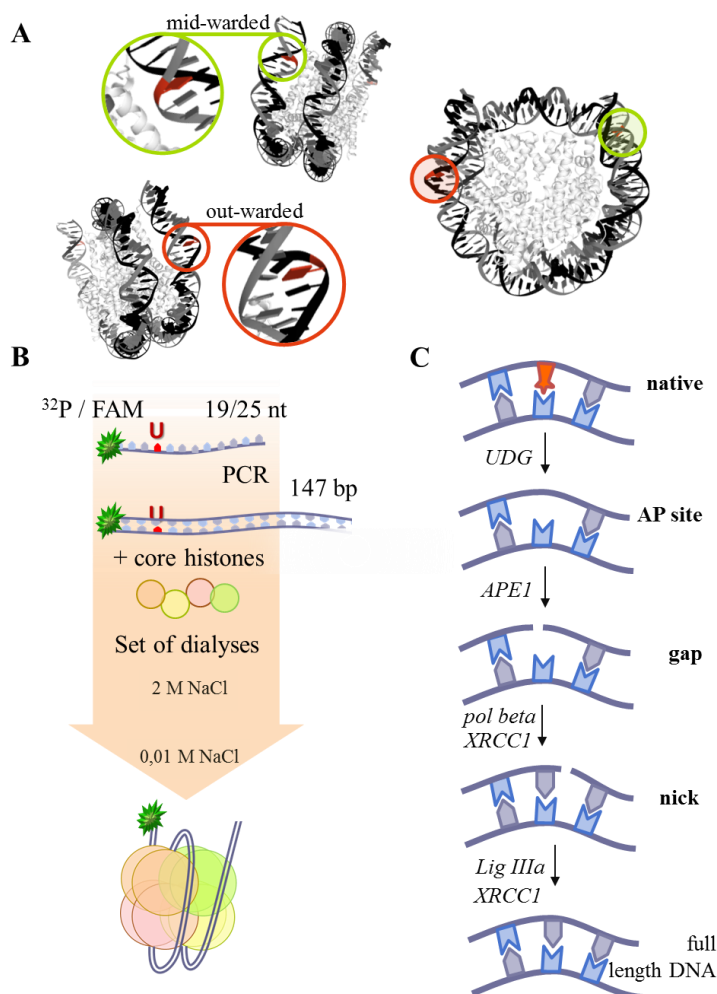 A
mid-warded
out-warded
B
³²P / FAM
19/25 nt
U
PCR
147 bp
U
+ core histones
Set of dialyses
2 M NaCl
0,01 M NaCl
C
native
UDG
AP site
APE1
gap
pol beta
XRCC1
nick
Lig IIIa
XRCC1
full
length DNA